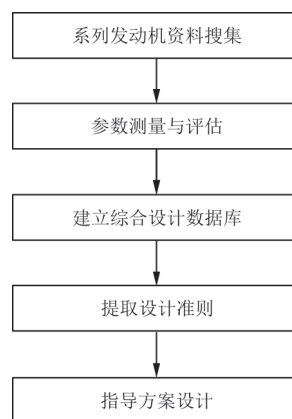 系列发动机资料搜集
参数测量与评估
建立综合设计数据库
提取设计准则
指导方案设计